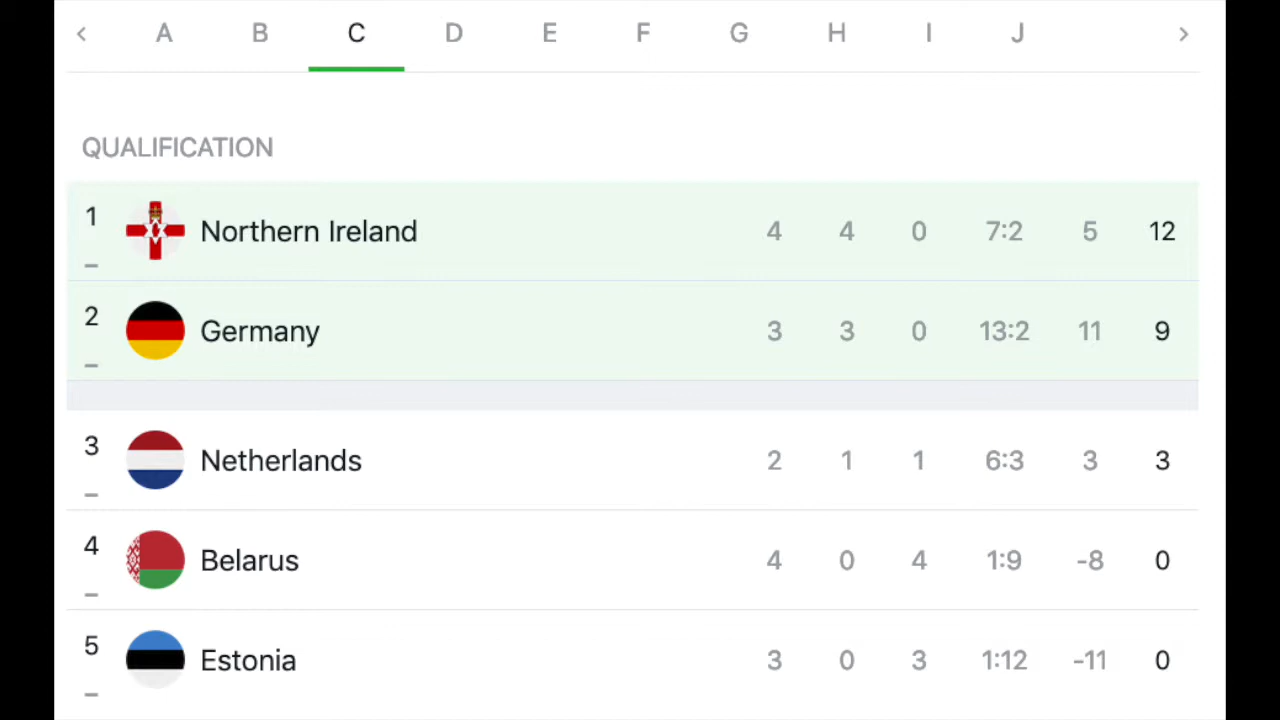 < A B C D E F G H I J >
QUALIFICATION
1 Northern Ireland 4 4 0 7:2 5 12
–
2 Germany 3 3 0 13:2 11 9
–
3 Netherlands 2 1 1 6:3 3 3
–
4 Belarus 4 0 4 1:9 -8 0
–
5 Estonia 3 0 3 1:12 -11 0
–